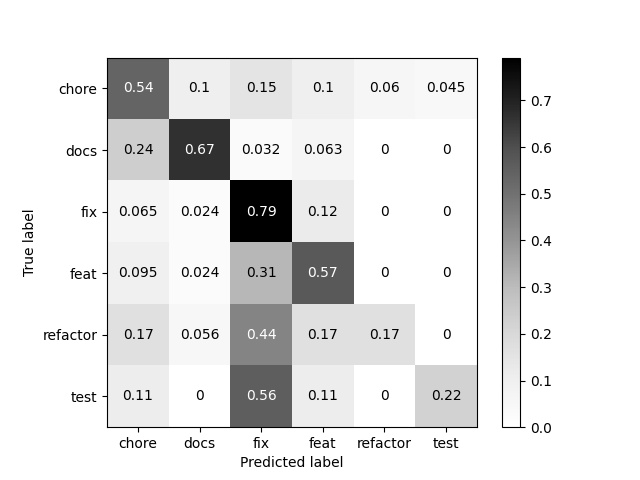 chore 0.54 0.1 0.15 0.1 0.06 0.045
docs 0.24 0.67 0.032 0.063 0 0
fix 0.065 0.024 0.79 0.12 0 0
feat 0.095 0.024 0.31 0.57 0 0
refactor 0.17 0.056 0.44 0.17 0.17 0
test 0.11 0 0.56 0.11 0 0.22
chore docs fix feat refactor test
Predicted label
True label
0.7
0.6
0.5
0.4
0.3
0.2
0.1
0.0